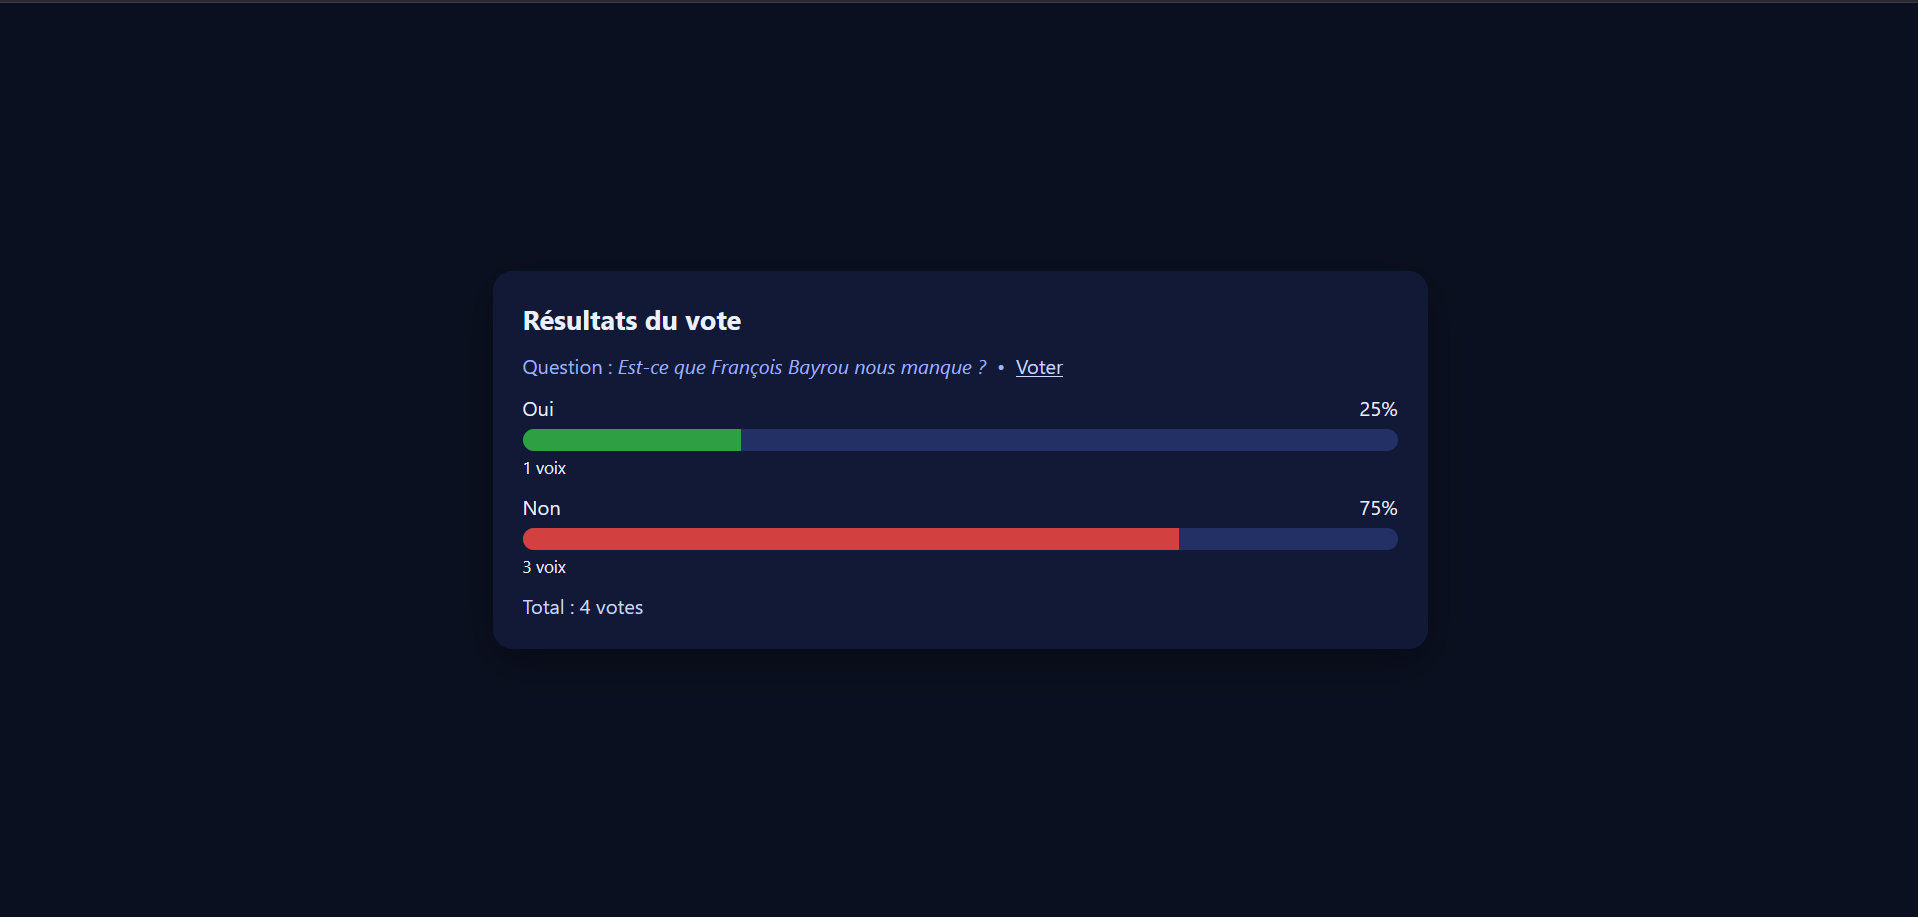 Résultats du vote
Question : Est-ce que François Bayrou nous manque ? • Voter
Oui 25%
1 voix
Non 75%
3 voix
Total : 4 votes